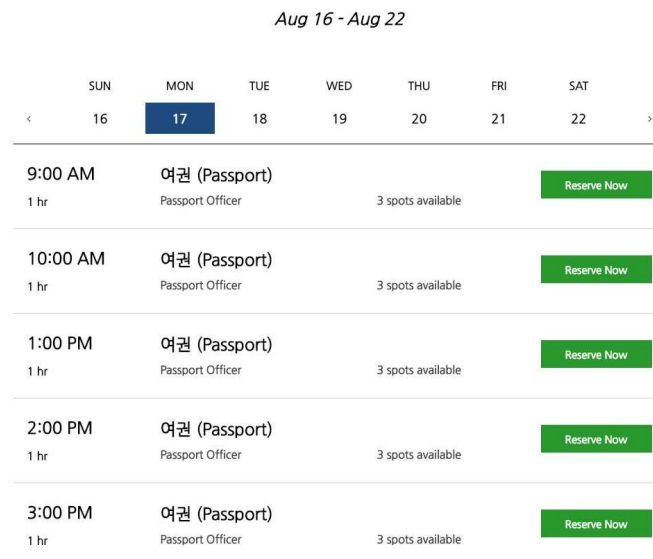 Aug 16 - Aug 22
SUN MON TUE WED THU FRI SAT
‹ 16 17 18 19 20 21 22 ›
9:00 AM 여권 (Passport) Reserve Now
1 hr Passport Officer 3 spots available
10:00 AM 여권 (Passport) Reserve Now
1 hr Passport Officer 3 spots available
1:00 PM 여권 (Passport) Reserve Now
1 hr Passport Officer 3 spots available
2:00 PM 여권 (Passport) Reserve Now
1 hr Passport Officer 3 spots available
3:00 PM 여권 (Passport) Reserve Now
1 hr Passport Officer 3 spots available